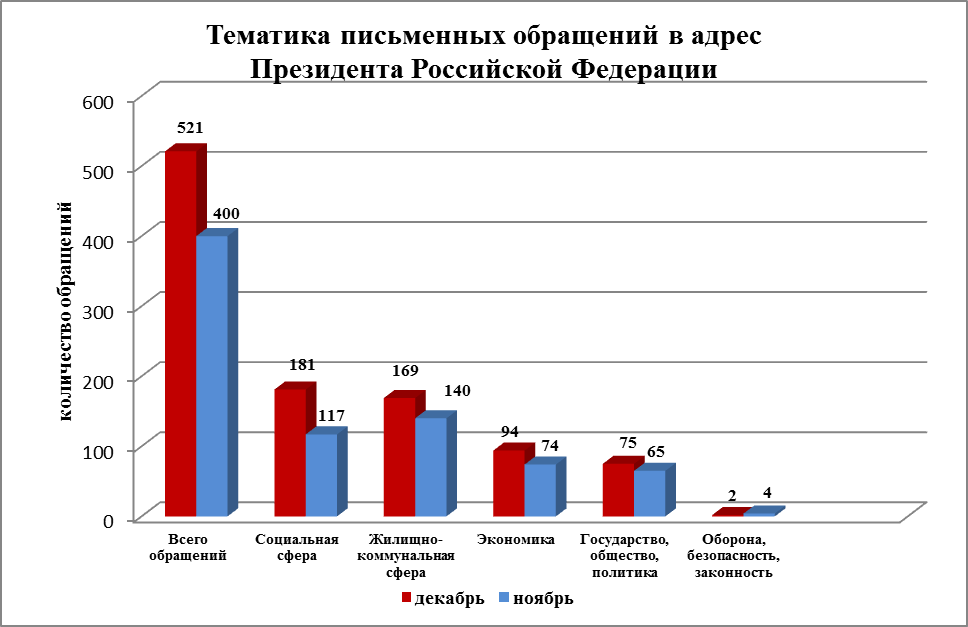 Тематика письменных обращений в адрес
Президента Российской Федерации
количество обращений
600
500
400
300
200
100
0
521
400
181
117
169
140
94
74
75
65
2
4
Всего
обращений
Социальная
сфера
Жилищно-
коммунальная
сфера
Экономика
Государство,
общество,
политика
Оборона,
безопасность,
законность
декабрь
ноябрь